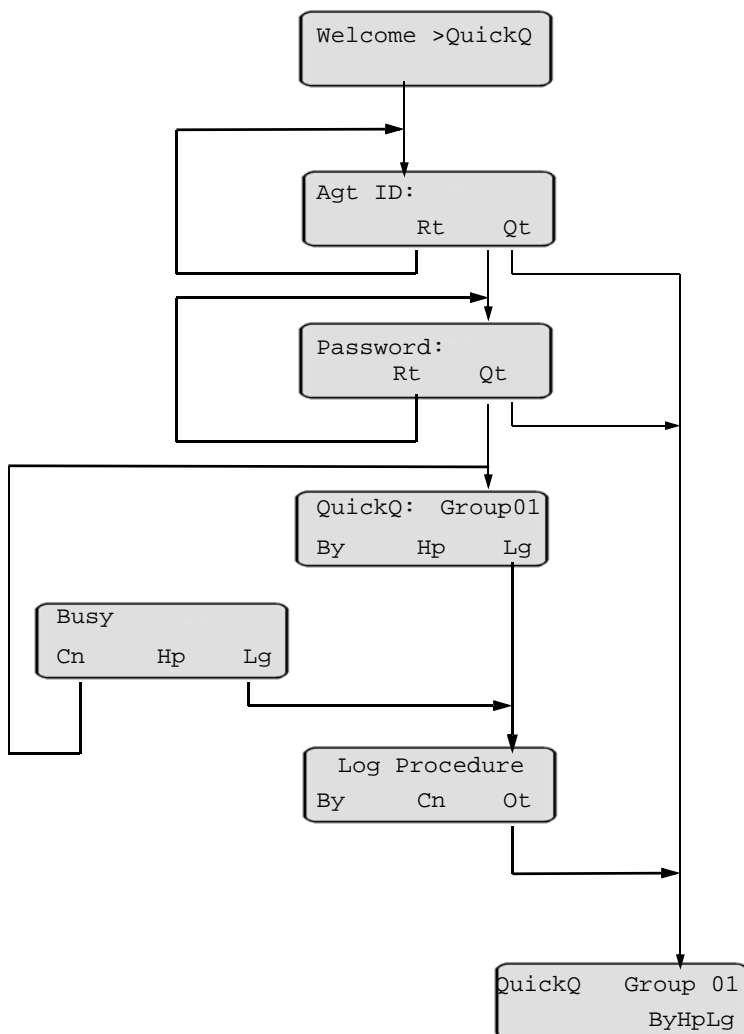 Welcome >QuickQ
Agt ID:
Rt Qt
Password:
Rt Qt
QuickQ: Group01
By Hp Lg
Busy
Cn Hp Lg
Log Procedure
By Cn Ot
QuickQ Group 01
ByHpLg